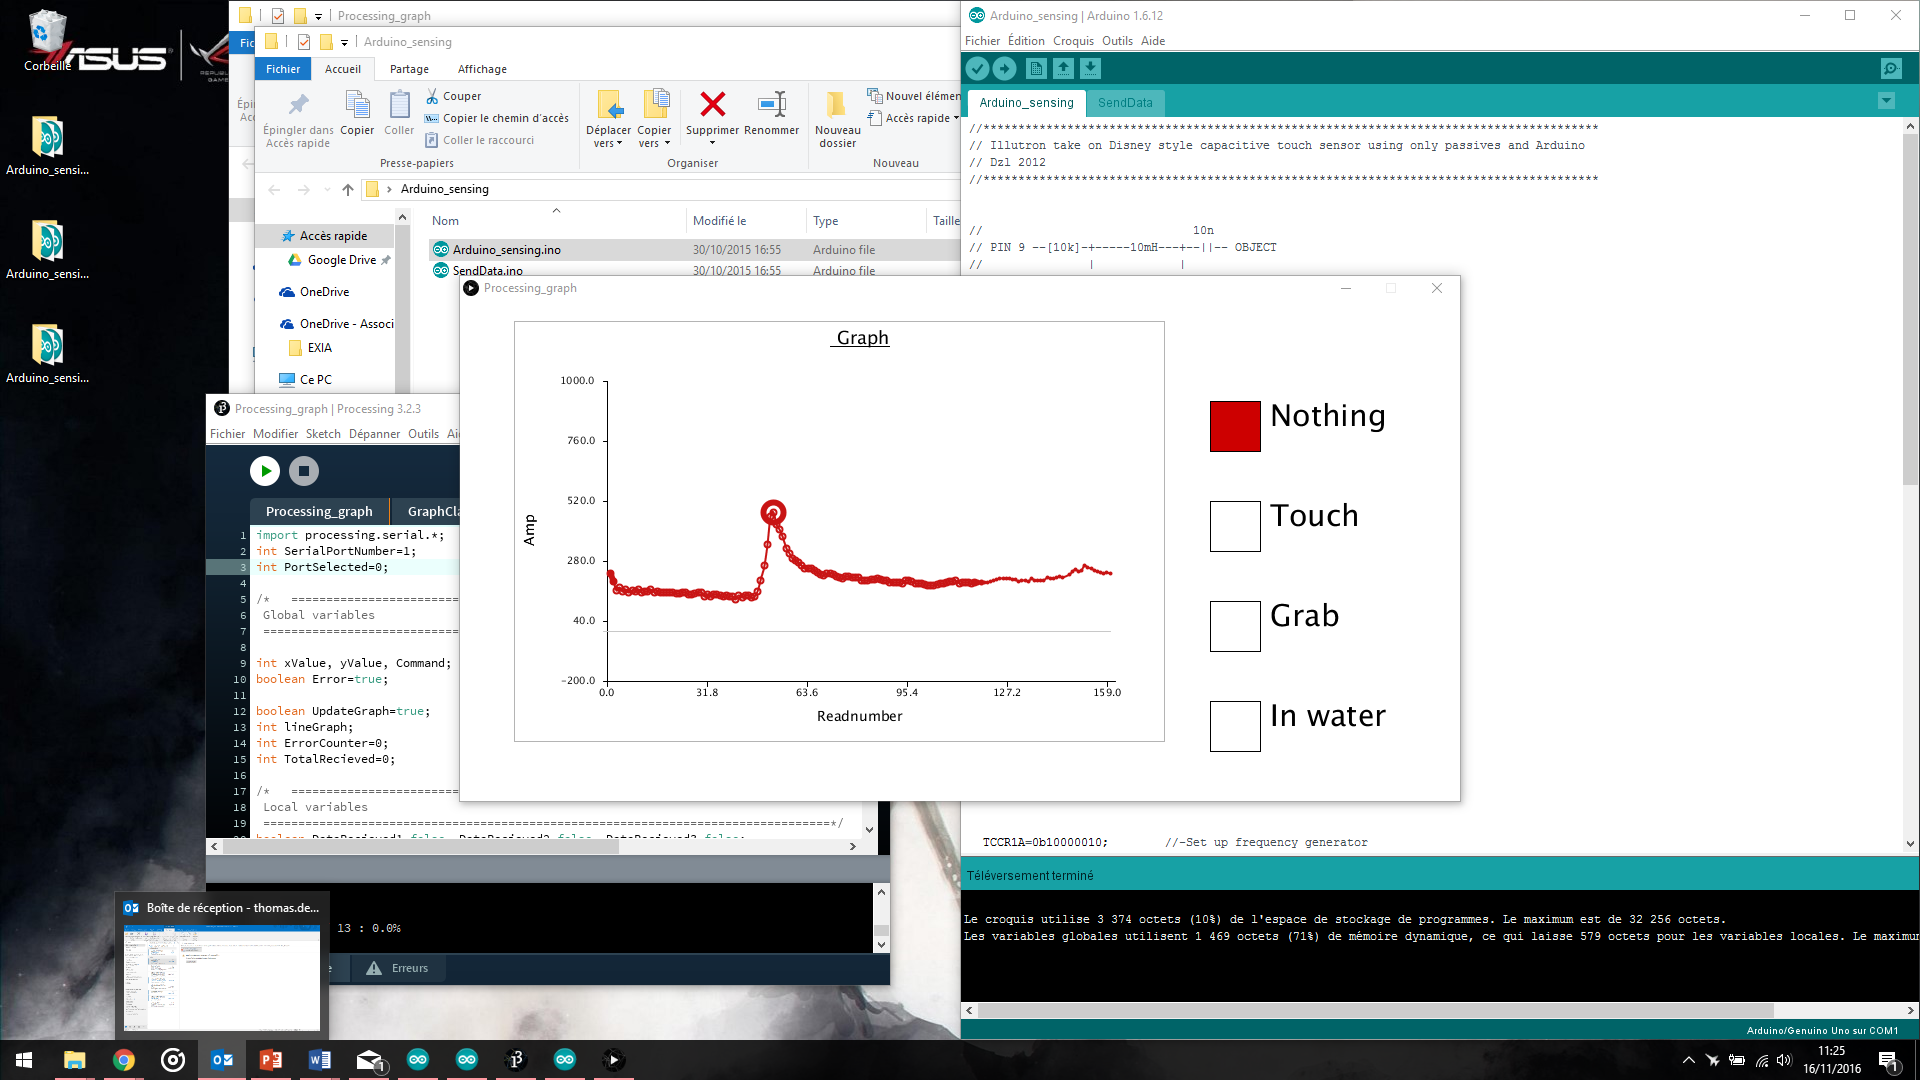 Corbeille
ASUS
Arduino_sensi...
Arduino_sensi...
Arduino_sensi...
Processing_graph
Arduino_sensing
Fichier
Accueil
Partage
Affichage
Épingler dans
Accès rapide
Copier
Coller
Couper
Copier le chemin d'accès
Coller le raccourci
Presse-papiers
Déplacer
vers
Copier
vers
Supprimer
Renommer
Organiser
Nouveau
dossier
Nouvel élémen
Accès rapide
Nouveau
Arduino_sensing
Nom
Modifié le
Type
Taille
Accès rapide
Google Drive
OneDrive
OneDrive - Associ
EXIA
Ce PC
Arduino_sensing.ino 30/10/2015 16:55 Arduino file
SendData.ino 30/10/2015 16:55 Arduino file
Arduino_sensing | Arduino 1.6.12
Fichier Édition Croquis Outils Aide
Arduino_sensing
SendData
//****************************************************************************************
// Illutron take on Disney style capacitive touch sensor using only passives and Arduino
// Dzl 2012
//****************************************************************************************
// 10n
// PIN 9 --[10k]-+-----10mH---+--||-- OBJECT
// | |
TCCR1A=0b10000010; //-Set up frequency generator
Téléversement terminé
Le croquis utilise 3 374 octets (10%) de l'espace de stockage de programmes. Le maximum est de 32 256 octets.
Les variables globales utilisent 1 469 octets (71%) de mémoire dynamique, ce qui laisse 579 octets pour les variables locales. Le maximum
Arduino/Genuino Uno sur COM1
Processing_graph
Graph
1000.0
760.0
520.0
280.0
40.0
-200.0
Amp
0.0 31.8 63.6 95.4 127.2 159.0
Readnumber
Nothing
Touch
Grab
In water
Processing_graph | Processing 3.2.3
Fichier Modifier Sketch Dépanner Outils
Processing_graph
GraphCla
1 import processing.serial.*;
2 int SerialPortNumber=1;
3 int PortSelected=0;
4
5 /* ========================
6 Global variables
7 ============================
8
9 int xValue, yValue, Command;
10 boolean Error=true;
11
12 boolean UpdateGraph=true;
13 int lineGraph;
14 int ErrorCounter=0;
15 int TotalRecieved=0;
16
17 /* ========================
18 Local variables
19 ==================================================================================*/
13 : 0.0%
Erreurs
Boîte de réception - thomas.de...
11:25
16/11/2016